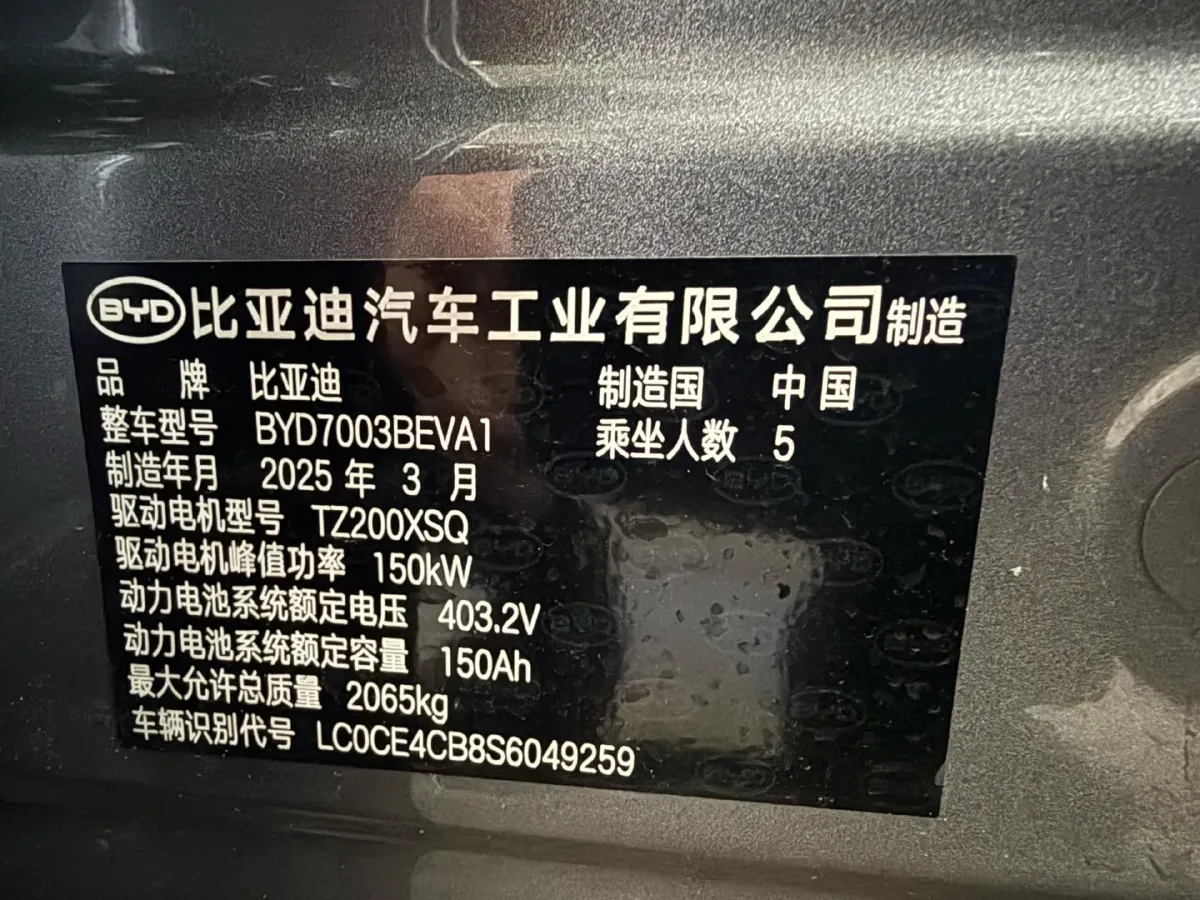 BYD 比亚迪汽车工业有限公司制造
品 牌 比亚迪 制造国 中国
整车型号 BYD7003BEVA1 乘坐人数 5
制造年月 2025 年 3 月
驱动电机型号 TZ200XSQ
驱动电机峰值功率 150kW
动力电池系统额定电压 403.2V
动力电池系统额定容量 150Ah
最大允许总质量 2065kg
车辆识别代号 LC0CE4CB8S6049259